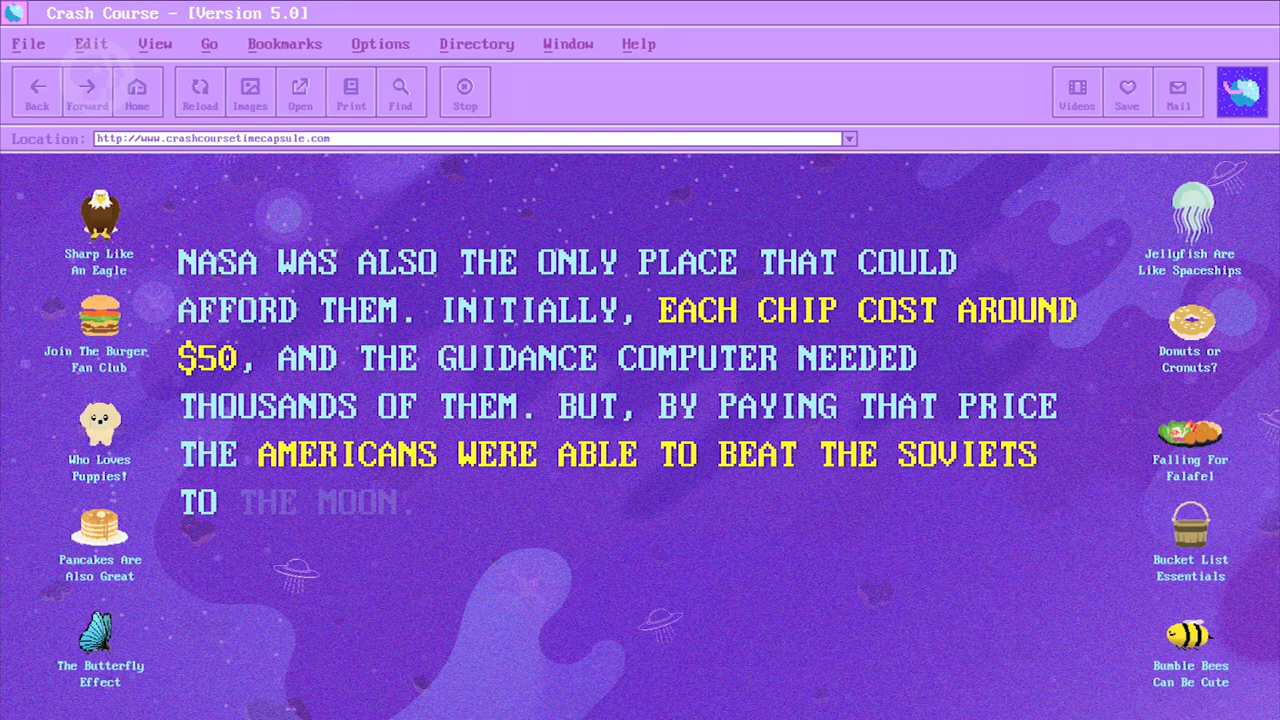 Crash Course - [Version 5.0]
File Edit View Go Bookmarks Options Directory Window Help
Back Forward Home Reload Images Open Print Find Stop Videos Save Mail
Location: http://www.crashcoursetimecapsule.com
Sharp Like
An Eagle
Join The Burger
Fan Club
Who Loves
Puppies!
Pancakes Are
Also Great
The Butterfly
Effect
NASA WAS ALSO THE ONLY PLACE THAT COULD
AFFORD THEM. INITIALLY, EACH CHIP COST AROUND
$50, AND THE GUIDANCE COMPUTER NEEDED
THOUSANDS OF THEM. BUT, BY PAYING THAT PRICE
THE AMERICANS WERE ABLE TO BEAT THE SOVIETS
TO THE MOON.
Jellyfish Are
Like Spaceships
Donuts or
Cronuts?
Falling For
Falafel
Bucket List
Essentials
Bumble Bees
Can Be Cute